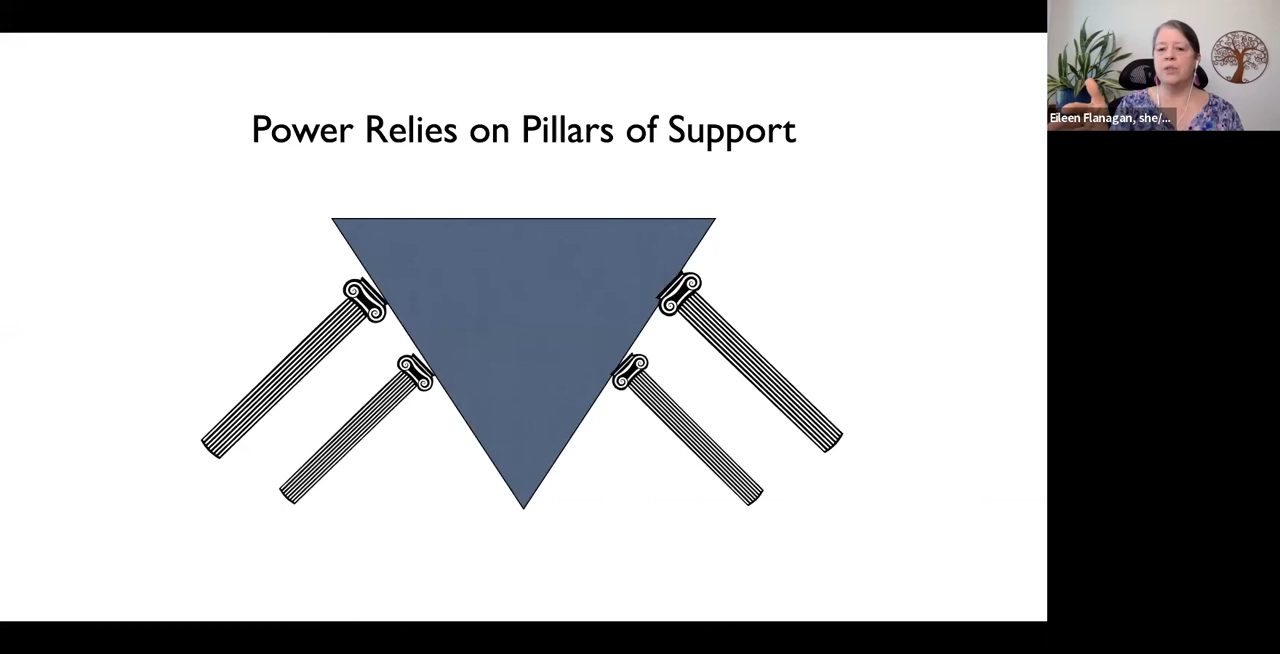 Power Relies on Pillars of Support
Eileen Flanagan, she/...